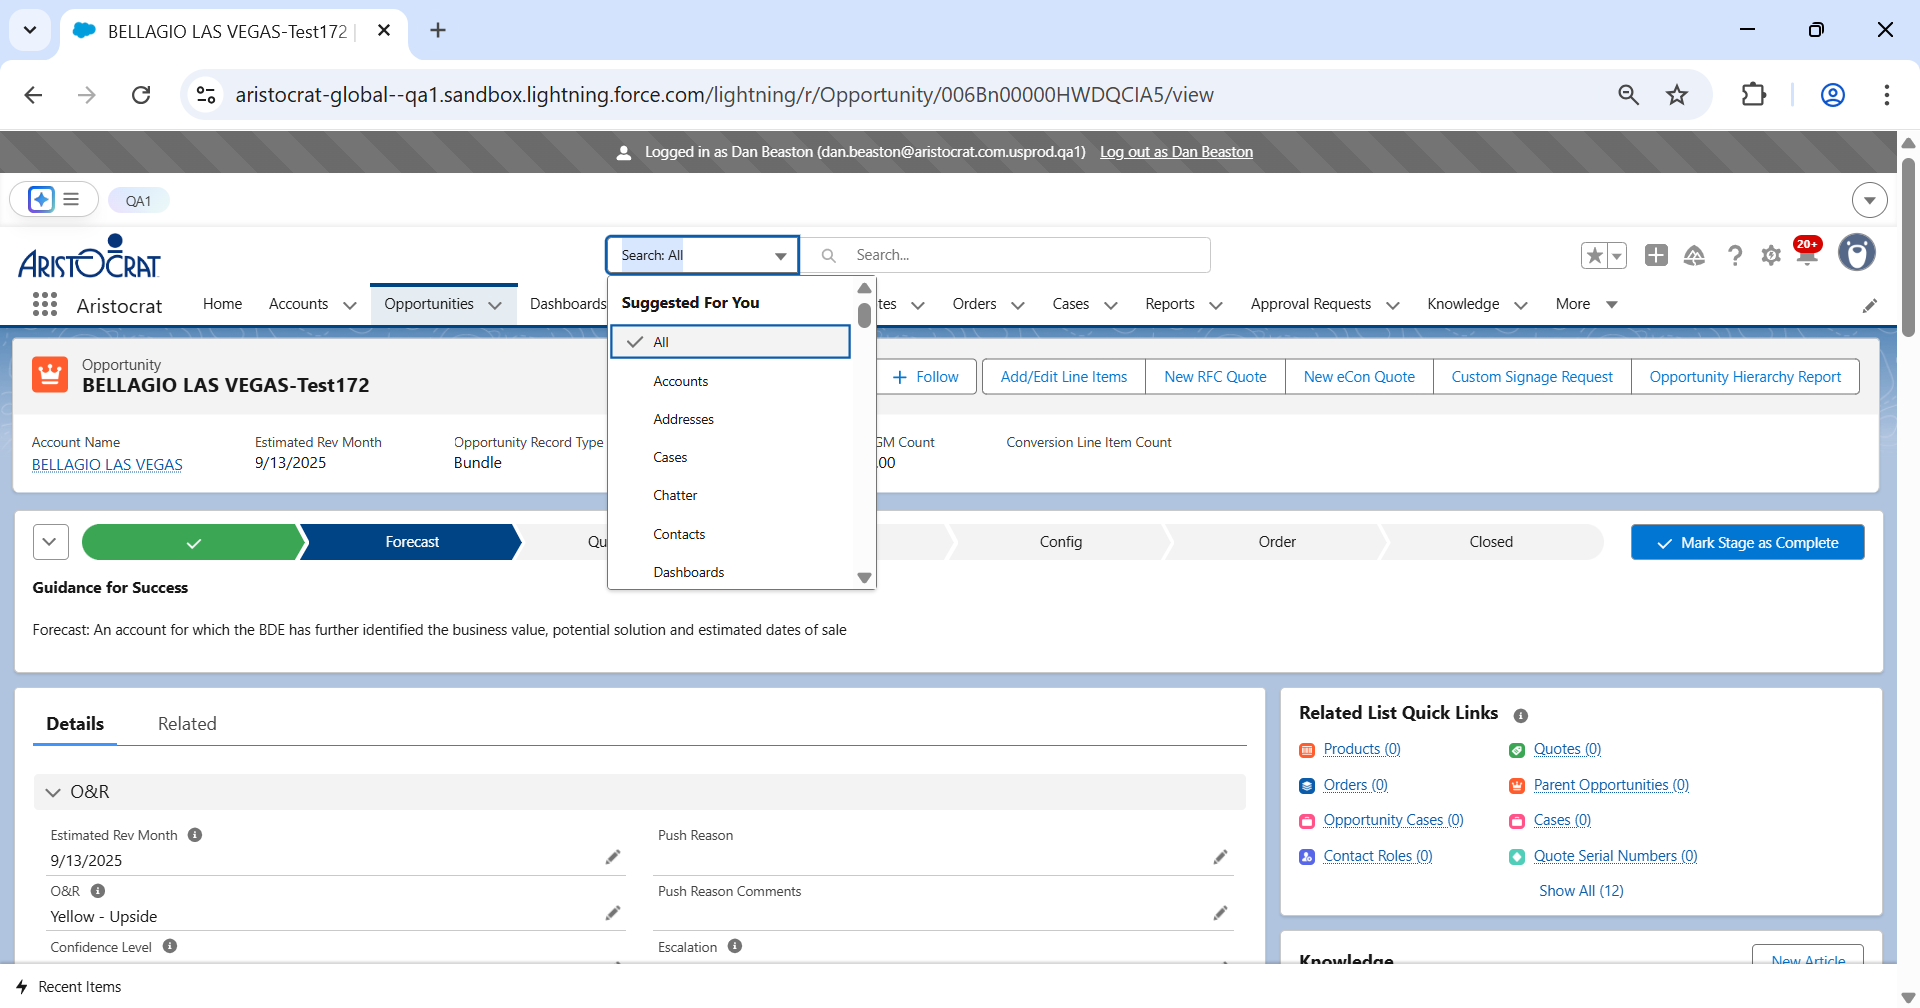 BELLAGIO LAS VEGAS-Test172
aristocrat-global--qa1.sandbox.lightning.force.com/lightning/r/Opportunity/006Bn00000HWDQCIA5/view
Logged in as Dan Beaston (dan.beaston@aristocrat.com.usprod.qa1) Log out as Dan Beaston
QA1
ARISTOCRAT
Search: All
Search...
20+
Aristocrat
Home
Accounts
Opportunities
Dashboards
tes
Orders
Cases
Reports
Approval Requests
Knowledge
More
Suggested For You
All
Accounts
Addresses
Cases
Chatter
Contacts
Dashboards
Opportunity
BELLAGIO LAS VEGAS-Test172
Follow
Add/Edit Line Items
New RFC Quote
New eCon Quote
Custom Signage Request
Opportunity Hierarchy Report
Account Name
BELLAGIO LAS VEGAS
Estimated Rev Month
9/13/2025
Opportunity Record Type
Bundle
GM Count
.00
Conversion Line Item Count
Forecast
Qu
Config
Order
Closed
Mark Stage as Complete
Guidance for Success
Forecast: An account for which the BDE has further identified the business value, potential solution and estimated dates of sale
Details
Related
O&R
Estimated Rev Month
9/13/2025
Push Reason
O&R
Yellow - Upside
Push Reason Comments
Confidence Level
Escalation
Related List Quick Links
Products (0)
Quotes (0)
Orders (0)
Parent Opportunities (0)
Opportunity Cases (0)
Cases (0)
Contact Roles (0)
Quote Serial Numbers (0)
Show All (12)
Knowledge
New Article
Recent Items